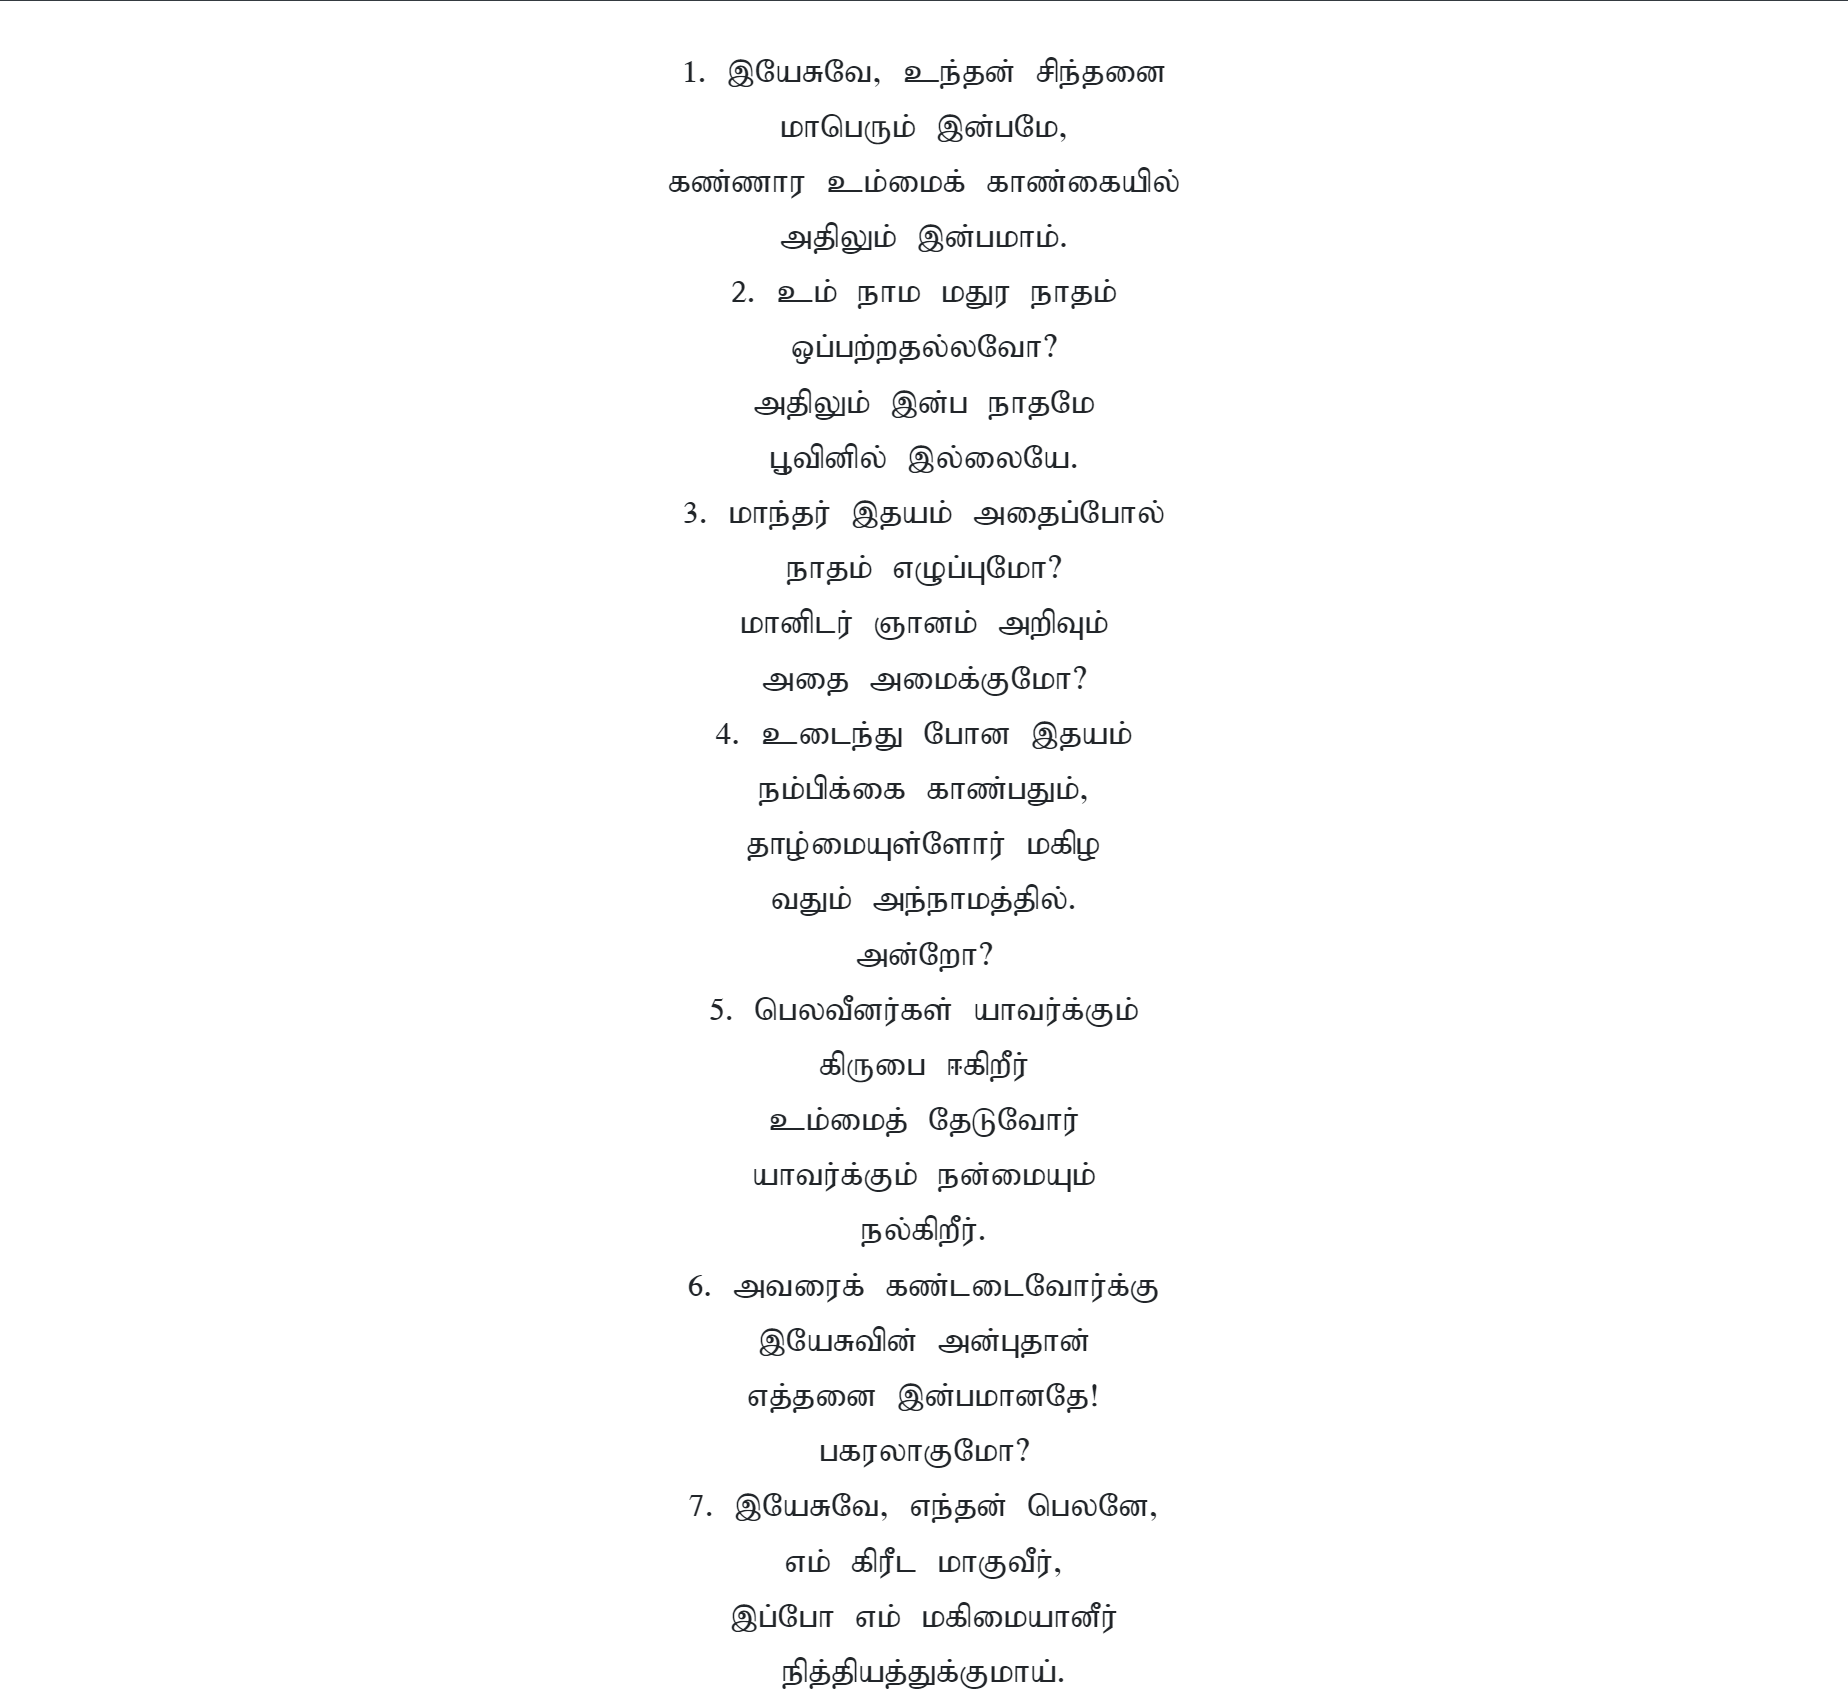 1. இயேசுவே, உந்தன் சிந்தனை
மாபெரும் இன்பமே,
கண்ணார உம்மைக் காண்கையில்
அதிலும் இன்பமாம்.
2. உம் நாம மதுர நாதம்
ஒப்பற்றதல்லவோ?
அதிலும் இன்ப நாதமே
பூவினில் இல்லையே.
3. மாந்தர் இதயம் அதைப்போல்
நாதம் எழுப்புமோ?
மானிடர் ஞானம் அறிவும்
அதை அமைக்குமோ?
4. உடைந்து போன இதயம்
நம்பிக்கை காண்பதும்,
தாழ்மையுள்ளோர் மகிழ
வதும் அந்நாமத்தில்.
அன்றோ?
5. பெலவீனர்கள் யாவர்க்கும்
கிருபை ஈகிறீர்
உம்மைத் தேடுவோர்
யாவர்க்கும் நன்மையும்
நல்கிறீர்.
6. அவரைக் கண்டடைவோர்க்கு
இயேசுவின் அன்புதான்
எத்தனை இன்பமானதே!
பகரலாகுமோ?
7. இயேசுவே, எந்தன் பெலனே,
எம் கிரீட மாகுவீர்,
இப்போ எம் மகிமையானீர்
நித்தியத்துக்குமாய்.